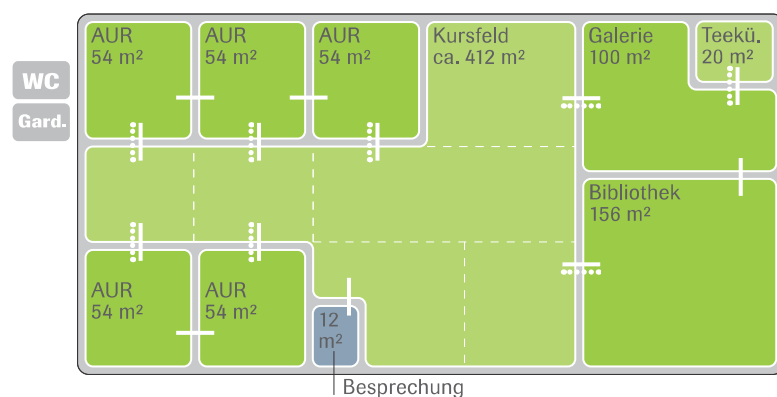 AUR
54 m²
AUR
54 m²
AUR
54 m²
Kursfeld
ca. 412 m²
Galerie
100 m²
Teekü.
20 m²
WC
Gard.
Bibliothek
156 m²
AUR
54 m²
AUR
54 m²
12
m²
Besprechung